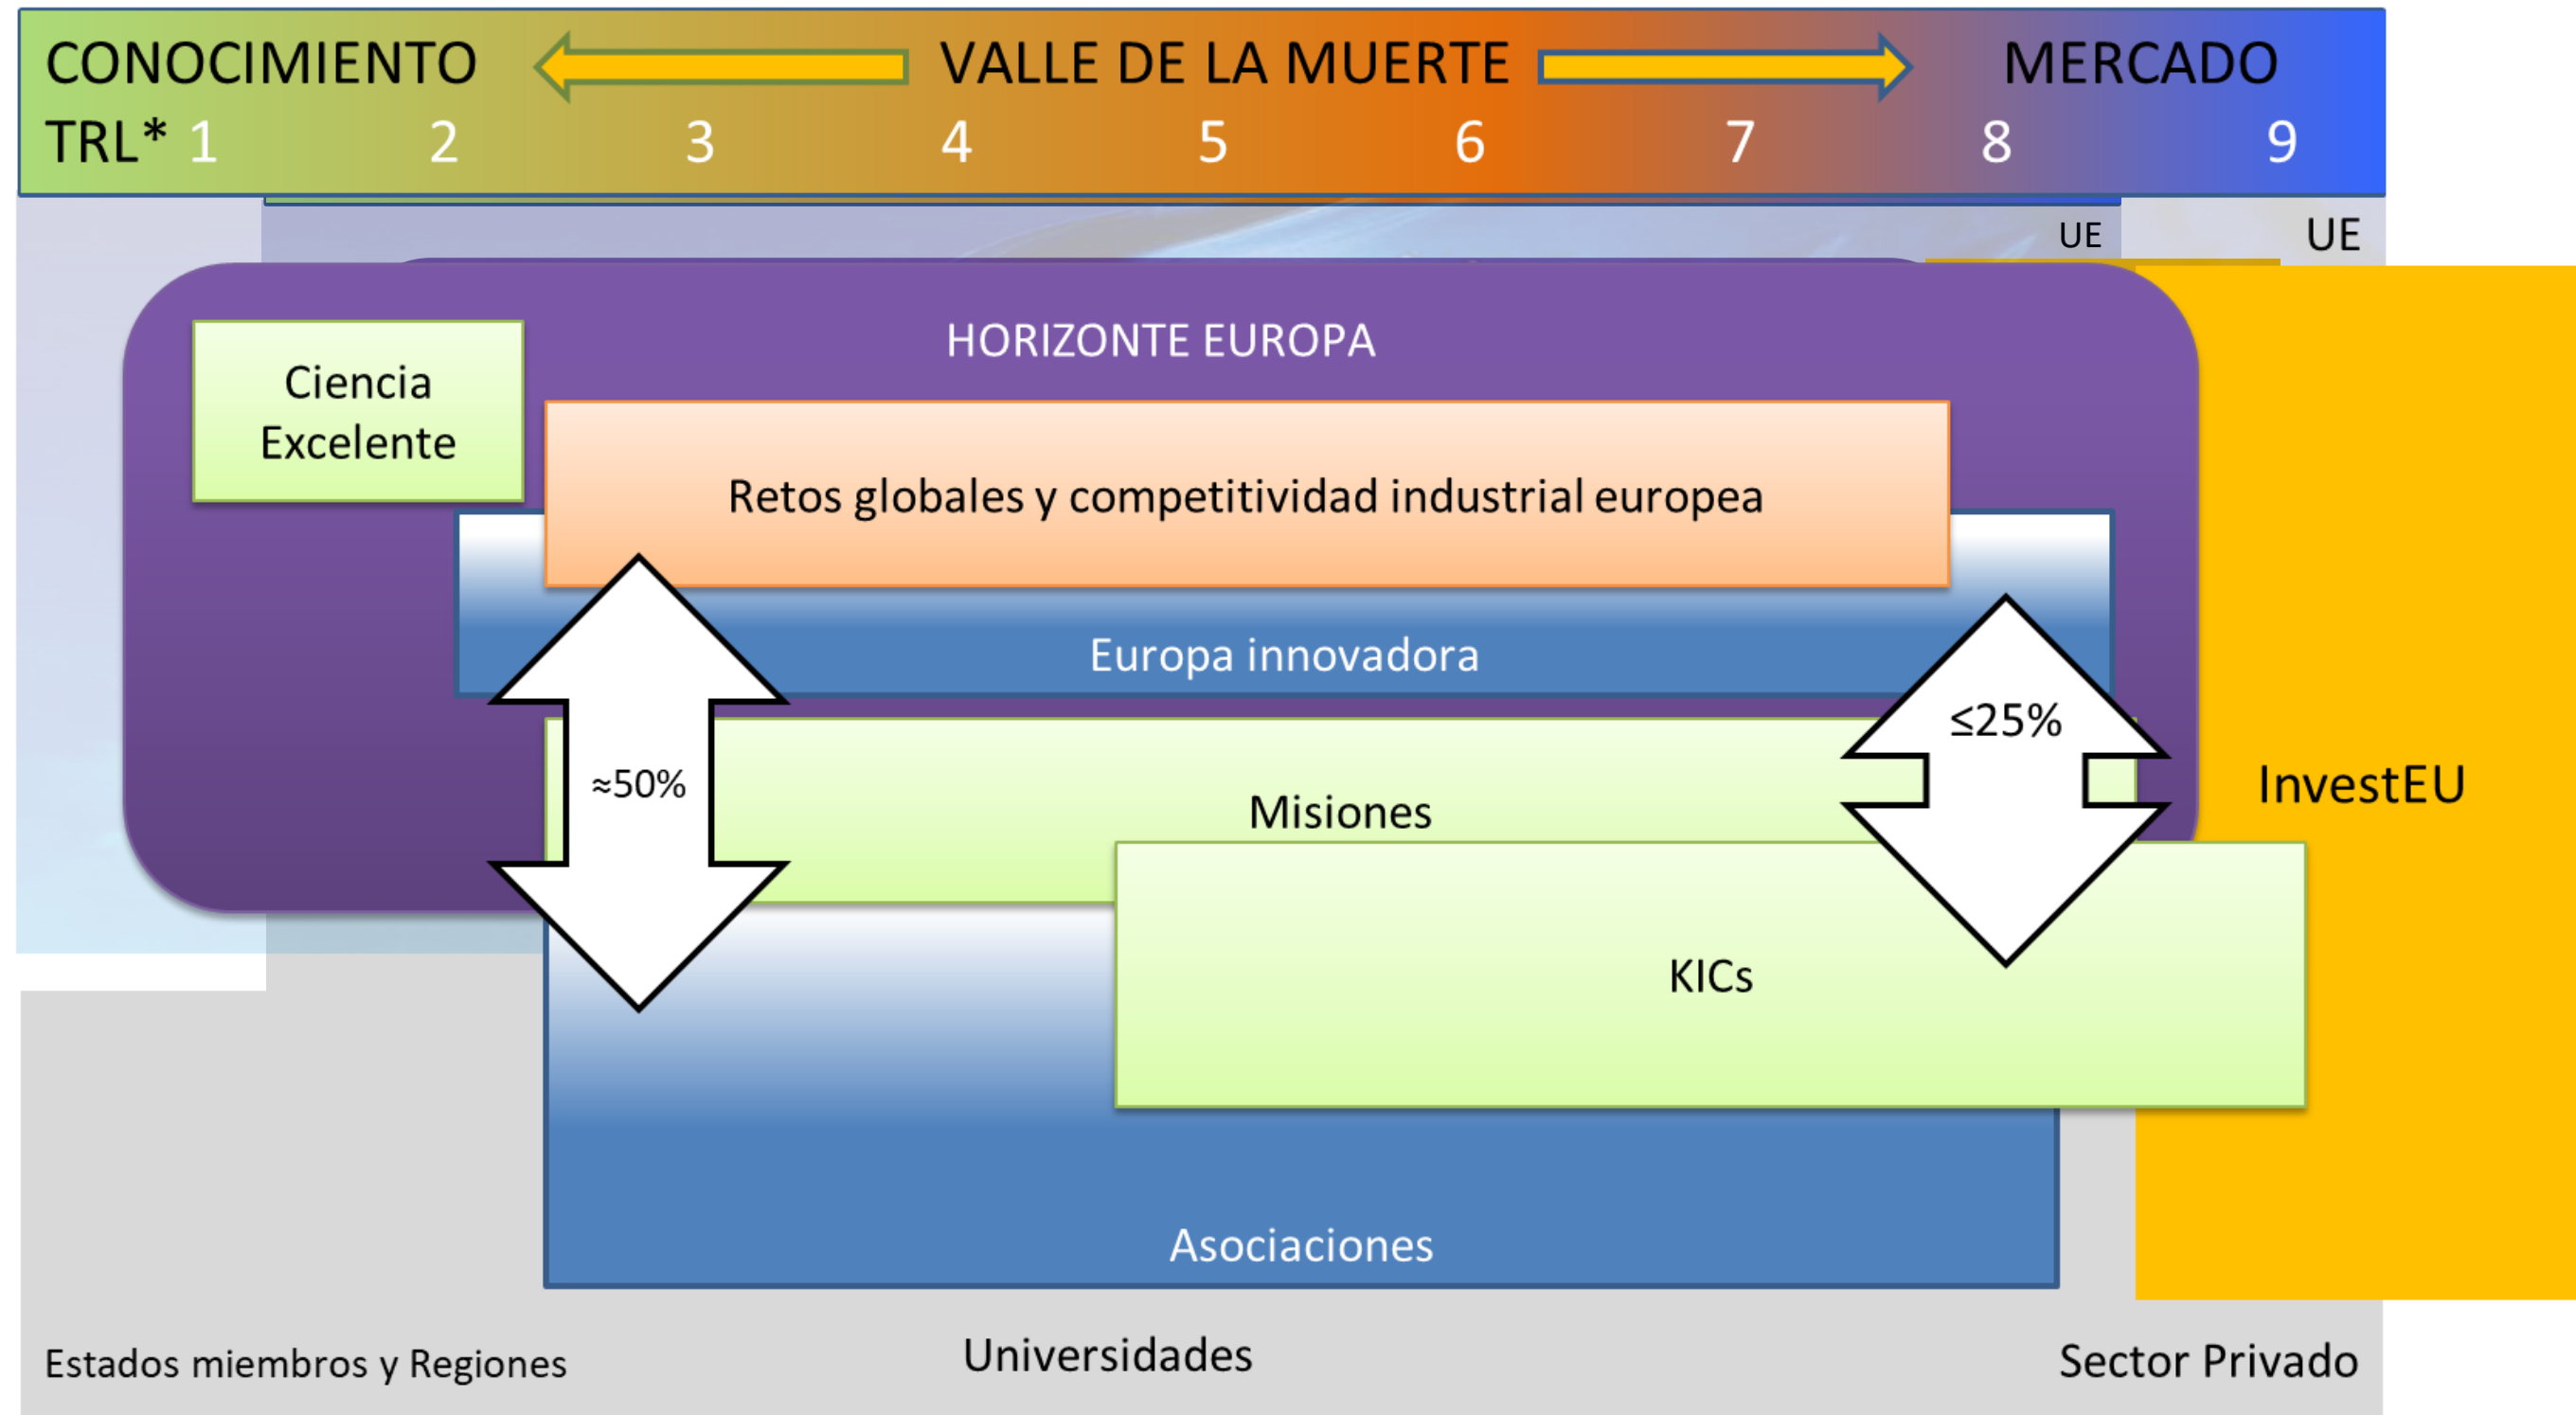 CONOCIMIENTO VALLE DE LA MUERTE MERCADO
TRL* 1 2 3 4 5 6 7 8 9
UE UE
HORIZONTE EUROPA
Ciencia
Excelente
Retos globales y competitividad industrial europea
Europa innovadora
≤25%
≈50%
Misiones
InvestEU
KICs
Asociaciones
Estados miembros y Regiones Universidades Sector Privado